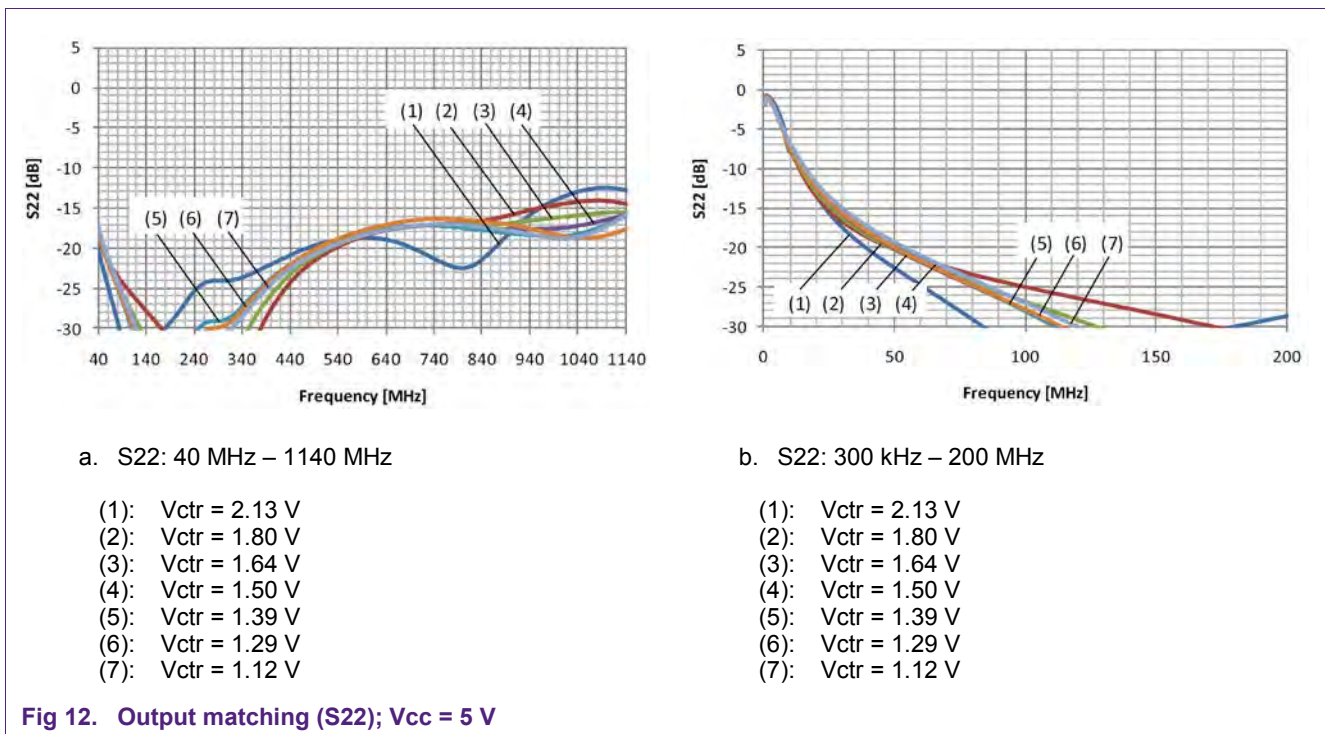 5
0
-5
-10
-15
-20
-25
-30
S22 [dB]
(1) (2) (3) (4)
(5) (6) (7)
40 140 240 340 440 540 640 740 840 940 1040 1140
Frequency [MHz]
5
0
-5
-10
-15
-20
-25
-30
S22 [dB]
(5) (6) (7)
(1) (2) (3) (4)
0 50 100 150 200
Frequency [MHz]
a. S22: 40 MHz – 1140 MHz
(1): Vctr = 2.13 V
(2): Vctr = 1.80 V
(3): Vctr = 1.64 V
(4): Vctr = 1.50 V
(5): Vctr = 1.39 V
(6): Vctr = 1.29 V
(7): Vctr = 1.12 V
b. S22: 300 kHz – 200 MHz
(1): Vctr = 2.13 V
(2): Vctr = 1.80 V
(3): Vctr = 1.64 V
(4): Vctr = 1.50 V
(5): Vctr = 1.39 V
(6): Vctr = 1.29 V
(7): Vctr = 1.12 V
Fig 12. Output matching (S22); Vcc = 5 V